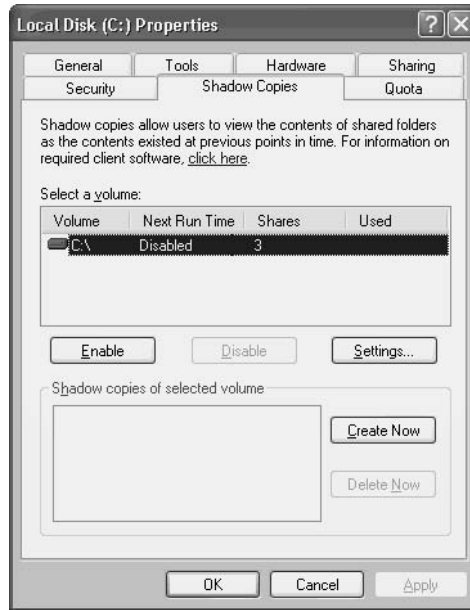 Local Disk (C:) Properties
General Tools Hardware Sharing
Security Shadow Copies Quota
Shadow copies allow users to view the contents of shared folders
as the contents existed at previous points in time. For information on
required client software, click here.
Select a volume:
Volume Next Run Time Shares Used
C:\ Disabled 3
Enable Disable Settings...
Shadow copies of selected volume
Create Now
Delete Now
OK Cancel Apply